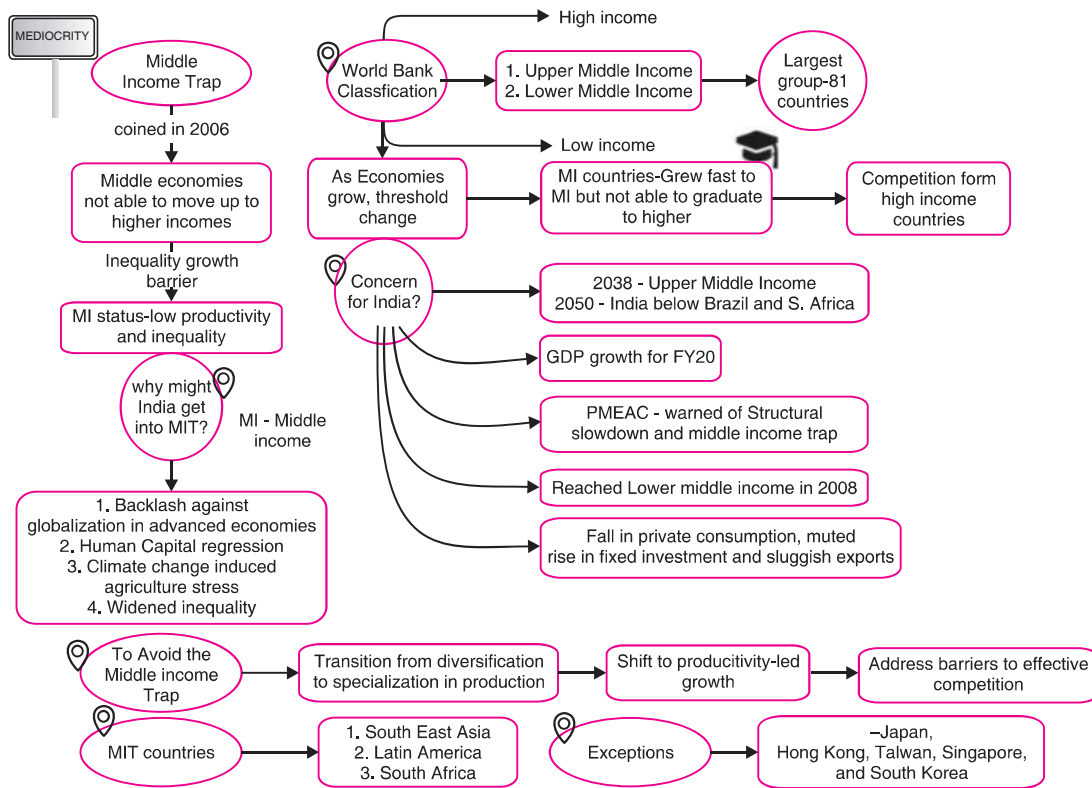 MEDIOCRITY
Middle
Income Trap
coined in 2006
Middle economies
not able to move up to
higher incomes
Inequality growth
barrier
MI status-low productivity
and inequality
why might
India get
into MIT?
MI - Middle
income
1. Backlash against
globalization in advanced economies
2. Human Capital regression
3. Climate change induced
agriculture stress
4. Widened inequality
High income
World Bank
Classfication
1. Upper Middle Income
2. Lower Middle Income
Largest
group-81
countries
Low income
As Economies
grow, threshold
change
MI countries-Grew fast to
MI but not able to graduate
to higher
Competition form
high income
countries
Concern
for India?
2038 - Upper Middle Income
2050 - India below Brazil and S. Africa
GDP growth for FY20
PMEAC - warned of Structural
slowdown and middle income trap
Reached Lower middle income in 2008
Fall in private consumption, muted
rise in fixed investment and sluggish exports
To Avoid the
Middle income
Trap
Transition from diversification
to specialization in production
Shift to producitivity-led
growth
Address barriers to effective
competition
MIT countries
1. South East Asia
2. Latin America
3. South Africa
Exceptions
–Japan,
Hong Kong, Talwan, Singapore,
and South Korea